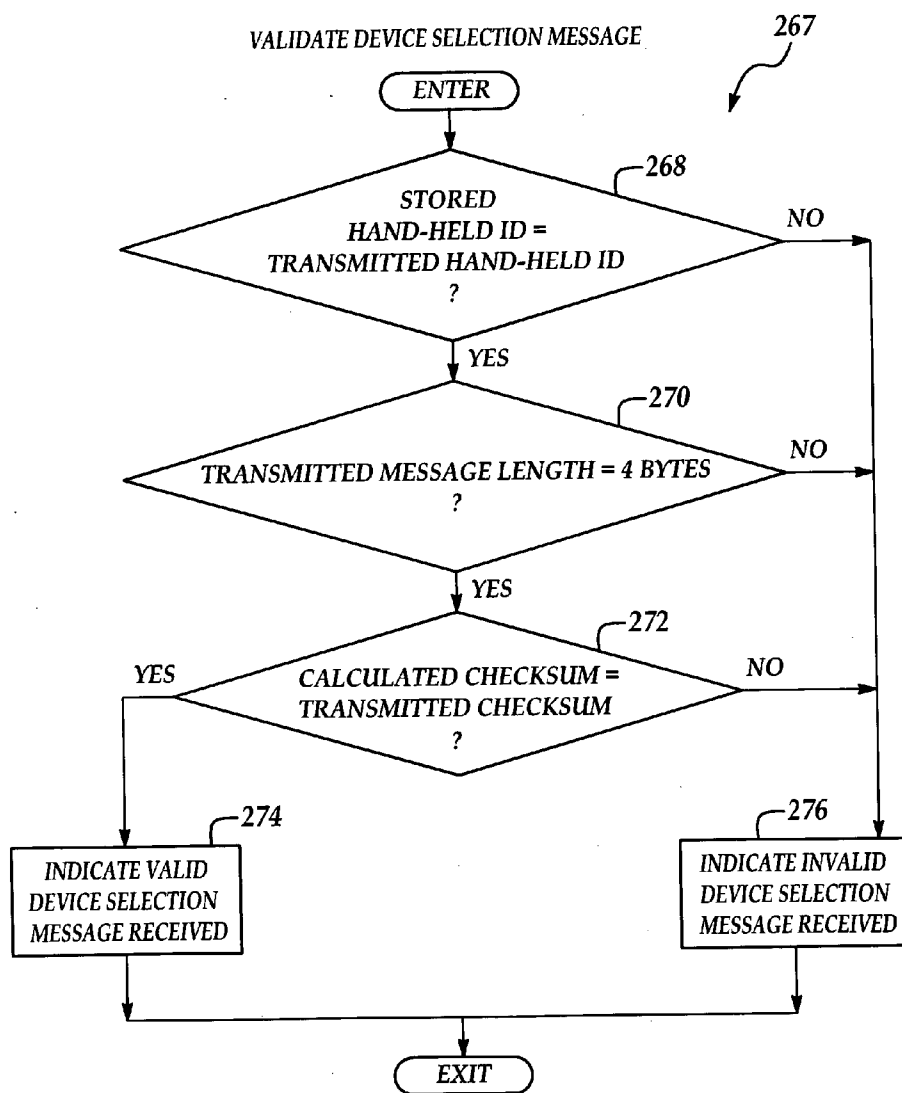 VALIDATE DEVICE SELECTION MESSAGE
267
ENTER
268
STORED
HAND-HELD ID =
TRANSMITTED HAND-HELD ID
?
NO
YES
270
TRANSMITTED MESSAGE LENGTH = 4 BYTES
?
NO
YES
272
CALCULATED CHECKSUM =
TRANSMITTED CHECKSUM
?
YES
NO
274
INDICATE VALID
DEVICE SELECTION
MESSAGE RECEIVED
276
INDICATE INVALID
DEVICE SELECTION
MESSAGE RECEIVED
EXIT